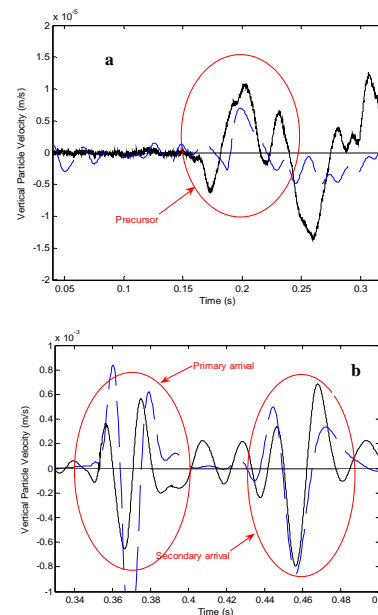 x 10⁻⁵
2
1.5
1
0.5
0
-0.5
-1
-1.5
-2
Vertical Particle Velocity (m/s)
a
Precursor
0.05 0.1 0.15 0.2 0.25 0.3
Time (s)
x 10⁻³
1
0.8
0.6
0.4
0.2
0
-0.2
-0.4
-0.6
-0.8
-1
Vertical Particle Velocity (m/s)
b
Primary arrival
Secondary arrival
0.34 0.36 0.38 0.4 0.42 0.44 0.46 0.48
Time (s)